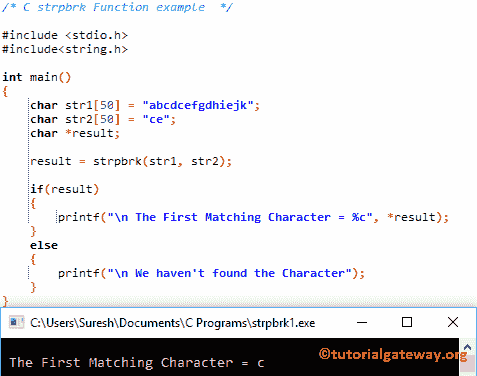 /* C strpbrk Function example  */
#include <stdio.h>
#include<string.h>
int main()
{
char str1[50] = "abcdcefgdhiejk";
char str2[50] = "ce";
char *result;
result = strpbrk(str1, str2);
if(result)
{
printf("\n The First Matching Character = %c", *result);
}
else
{
printf("\n We haven't found the Character");
}
}
C:\Users\Suresh\Documents\C Programs\strpbrk1.exe
The First Matching Character = c
©tutorialgateway.org